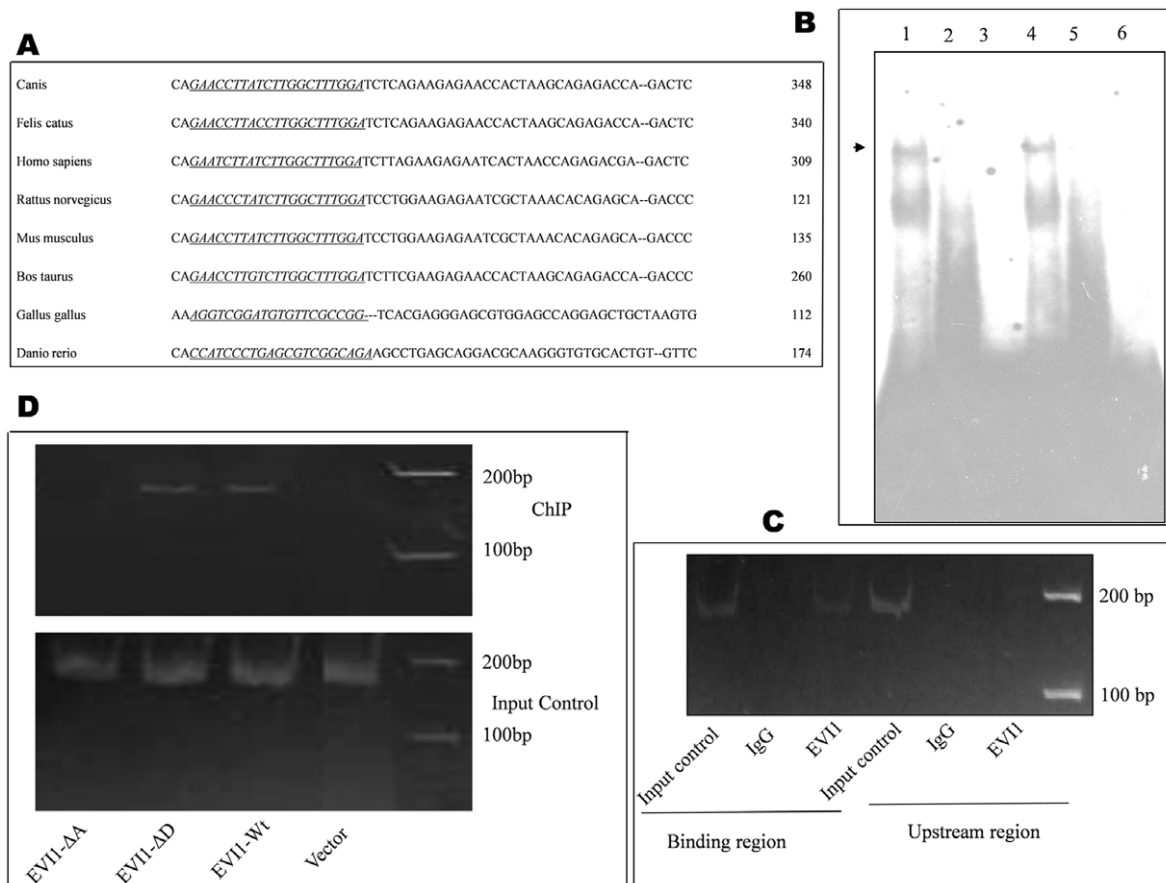 A
Canis CAGAACCTTATCTTGGCTTTGGATCTCAGAAGAGAACCACTAAGCAGAGACCA--GACTC 348
Felis catus CAGAACCTTACCTTGGCTTTGGATCTCAGAAGAGAACCACTAAGCAGAGACCA--GACTC 340
Homo sapiens CAGAATCTTATCTTGGCTTTGGATCTTAGAAGAGAATCACTAACCAGAGACGA--GACTC 309
Rattus norvegicus CAGAACCCTATCTTGGCTTTGGATCCTGGAAGAGAATCGCTAAACACAGAGCA--GACCC 121
Mus musculus CAGAACCTTATCTTGGCTTTGGATCCTGGAAGAGAATCGCTAAACACAGAGCA--GACCC 135
Bos taurus CAGAACCTTGTCTTGGCTTTGGATCTTCGAAGAGAACCACTAAGCAGAGACCA--GACCC 260
Gallus gallus AAAGGTCGGATGTGTTCGCCGG---TCACGAGGGAGCGTGGAGCCAGGAGCTGCTAAGTG 112
Danio rerio CACCATCCCTGAGCGTCGGCAGAAGCCTGAGCAGGACGCAAGGGTGTGCACTGT--GTTC 174
B
1 2 3 4 5 6
D
200bp
ChIP
100bp
200bp
Input Control
100bp
EVI1-ΔA EVI1-ΔD EVI1-Wt Vector
C
200 bp
100 bp
Input control IgG EVI1 Input control IgG EVI1
Binding region Upstream region